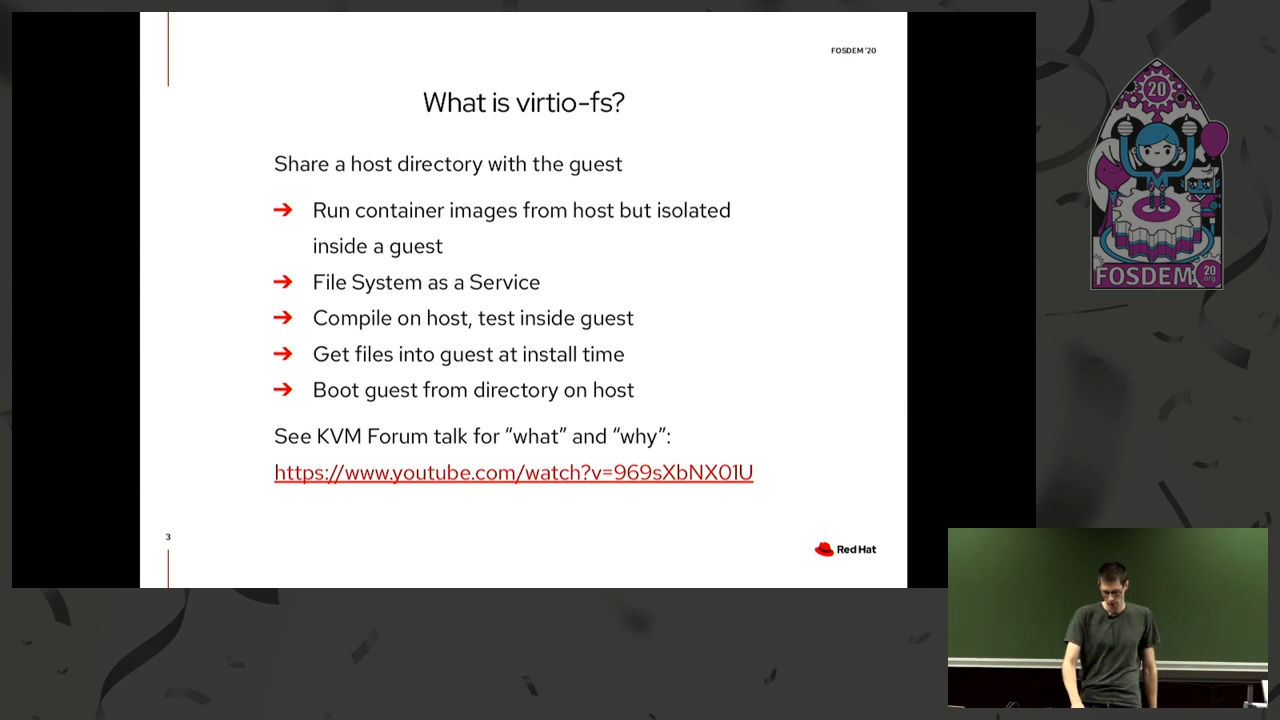 FOSDEM '20
What is virtio-fs?
Share a host directory with the guest
➔ Run container images from host but isolated
inside a guest
➔ File System as a Service
➔ Compile on host, test inside guest
➔ Get files into guest at install time
➔ Boot guest from directory on host
See KVM Forum talk for “what” and “why”:
https://www.youtube.com/watch?v=969sXbNX01U
3
Red Hat
20
FOSDEM
20
.org